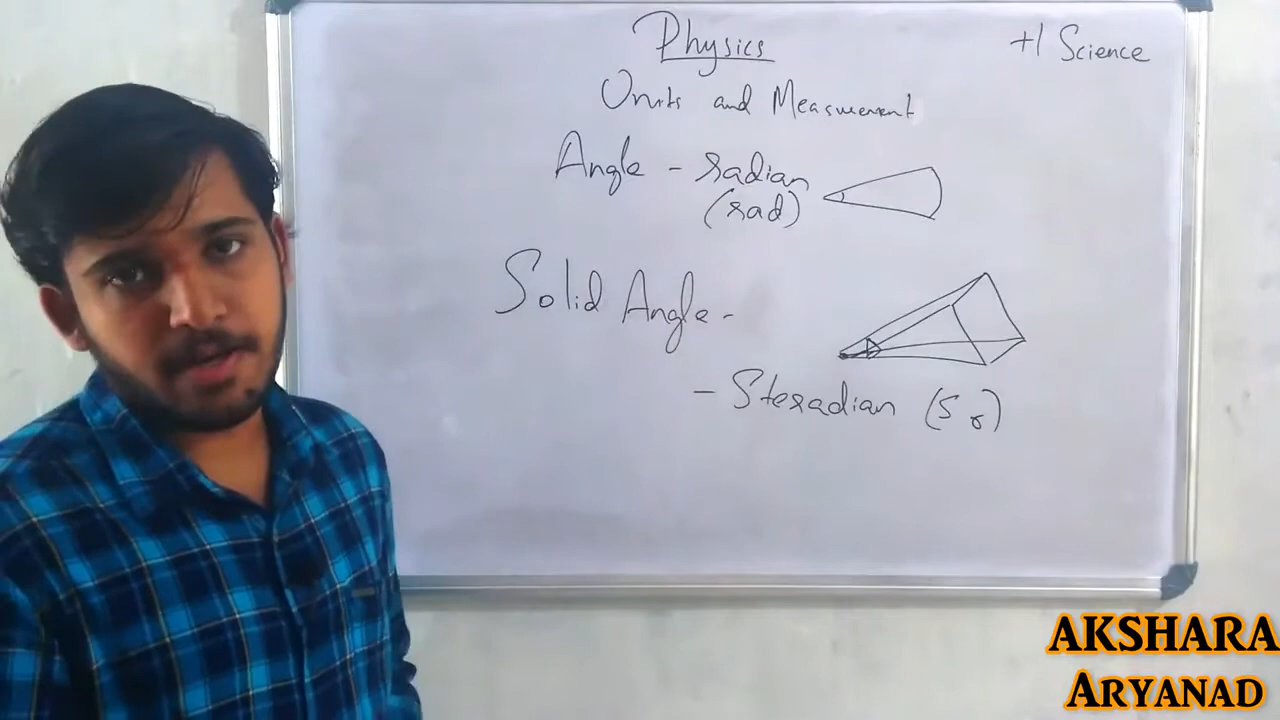 Physics
+1 Science
Units and Measurement
Angle - radian
(rad)
Solid Angle -
- Steradian (sr)
AKSHARA
ARYANAD